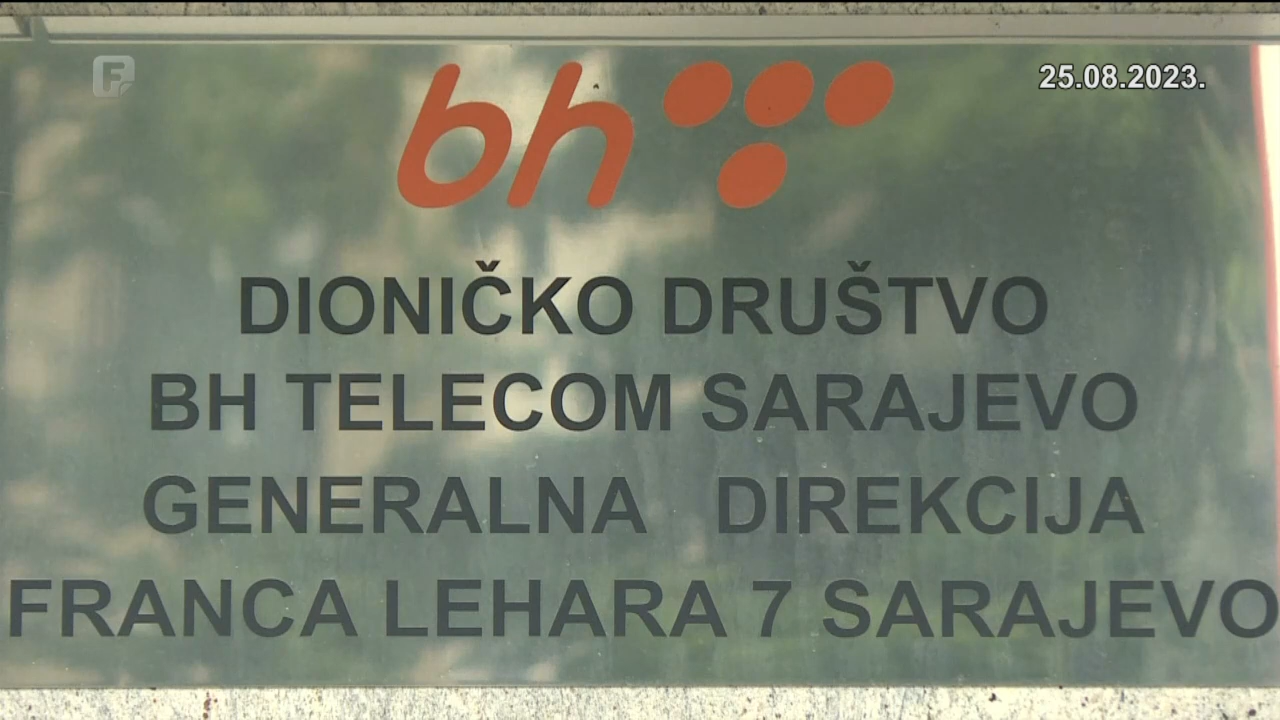 F
25.08.2023.
bh
DIONIČKO DRUŠTVO
BH TELECOM SARAJEVO
GENERALNA DIREKCIJA
FRANCA LEHARA 7 SARAJEVO